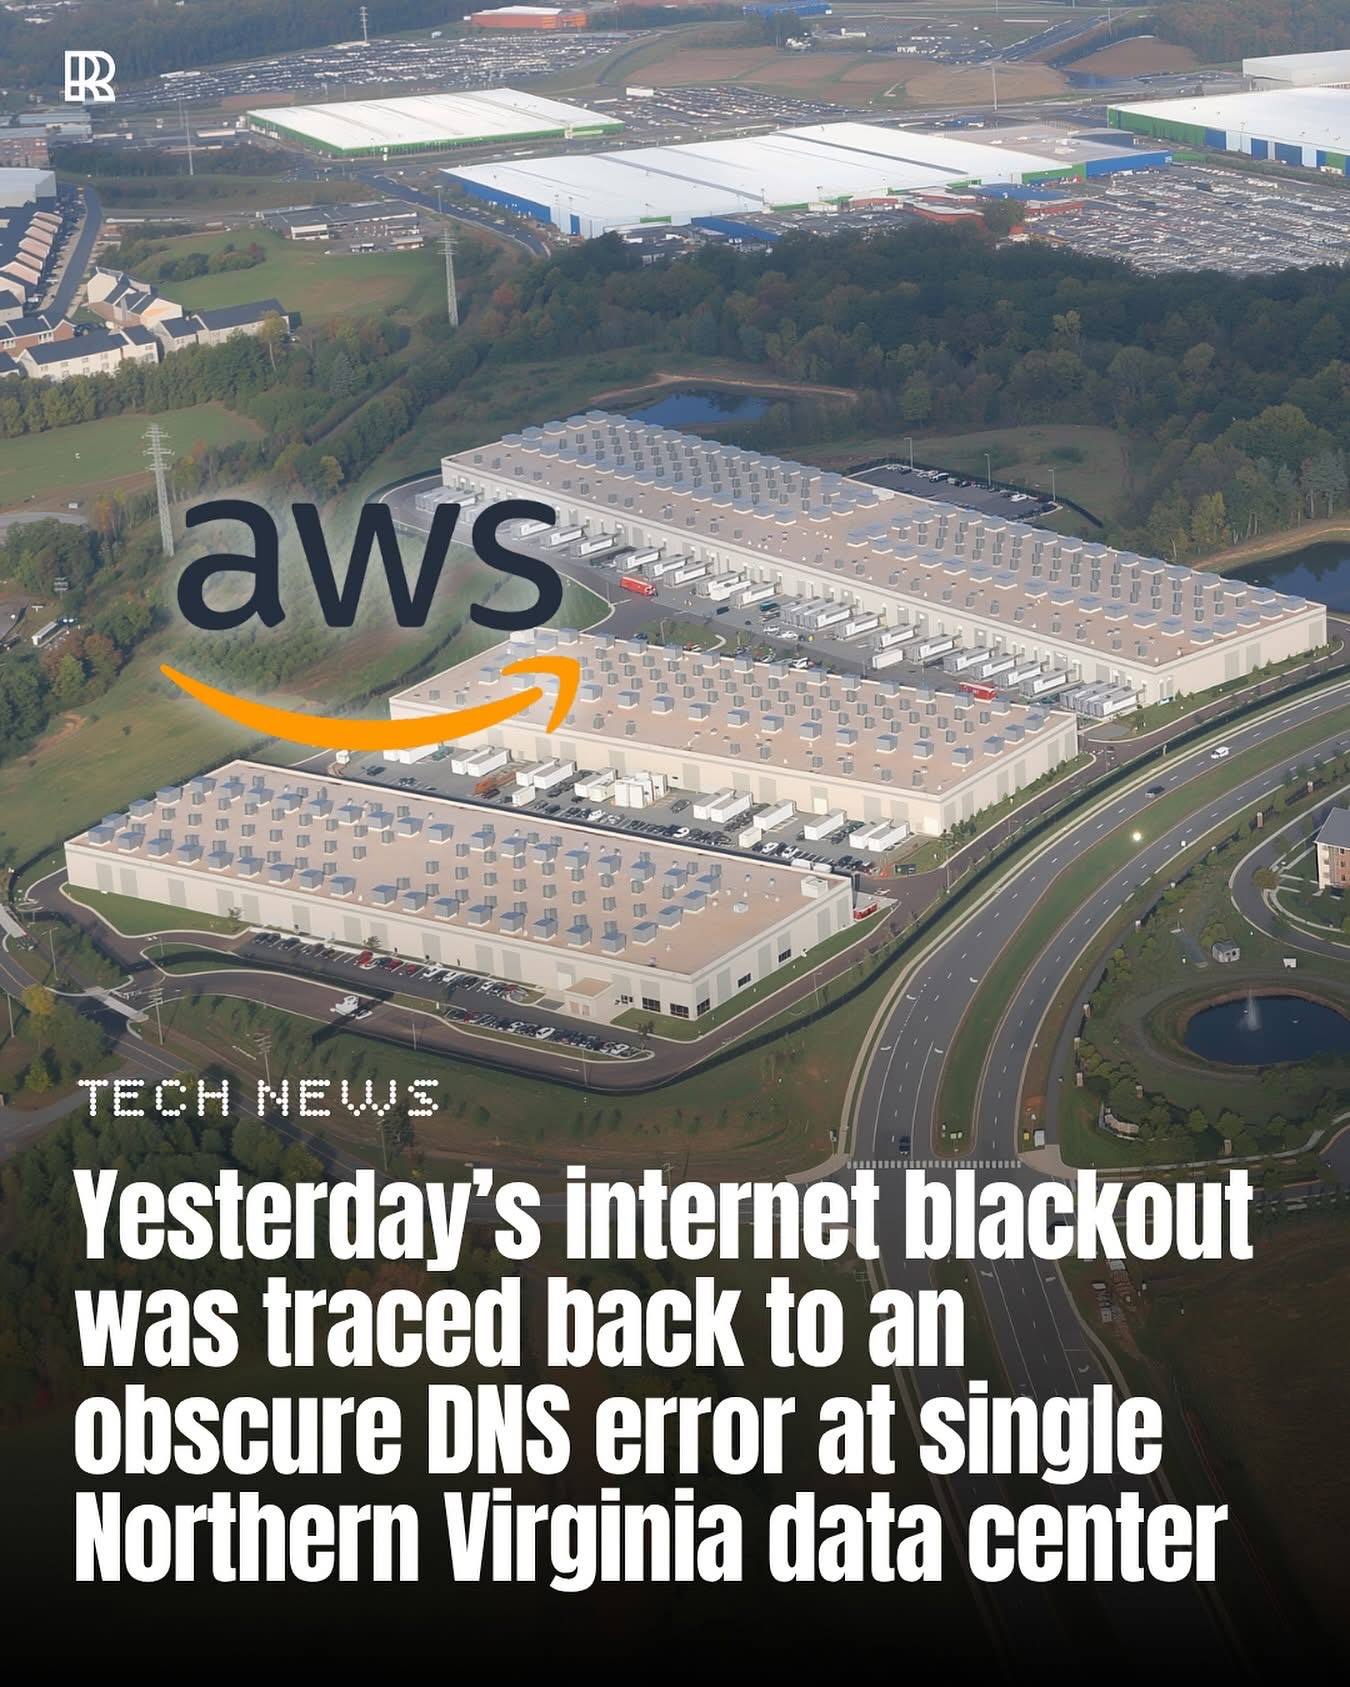 RR
aws
TECH NEWS
Yesterday’s internet blackout
was traced back to an
obscure DNS error at single
Northern Virginia data center